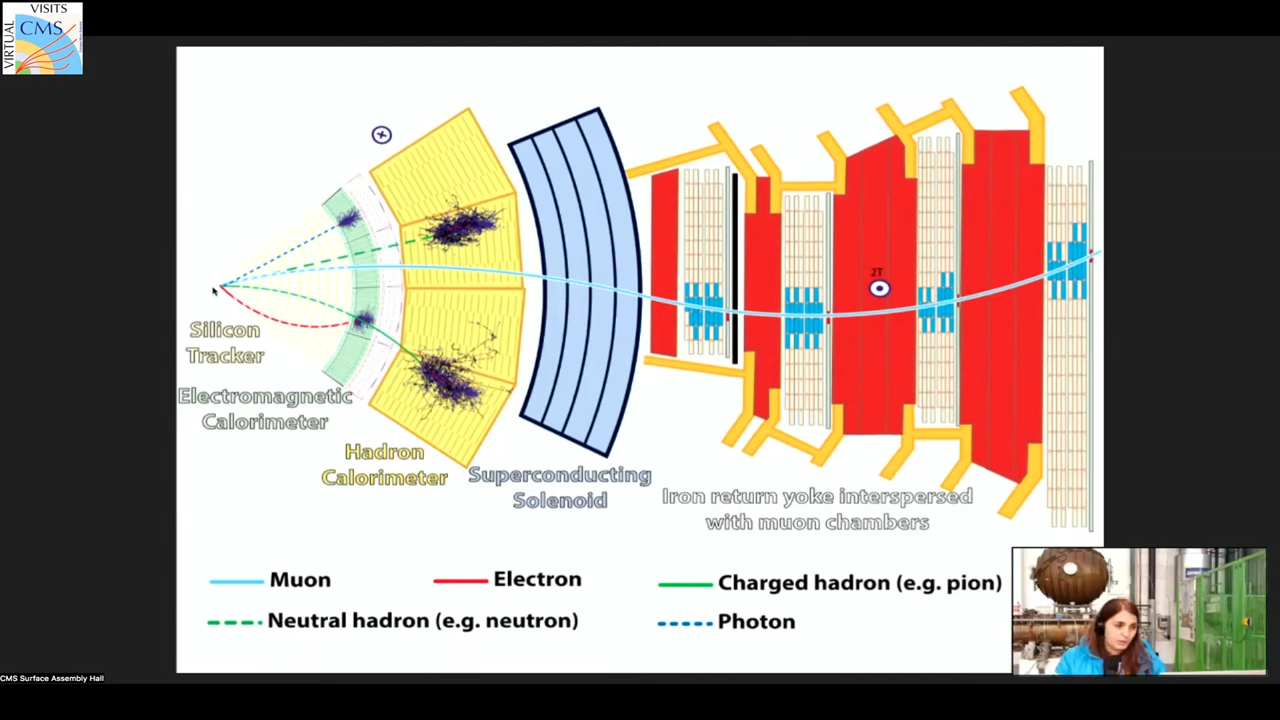 VISITS
CMS
VIRTUAL
2T
Silicon
Tracker
Electromagnetic
Calorimeter
Hadron
Calorimeter
Superconducting
Solenoid
Iron return yoke interspersed
with muon chambers
Muon
Electron
Charged hadron (e.g. pion)
Neutral hadron (e.g. neutron)
Photon
CMS Surface Assembly Hall